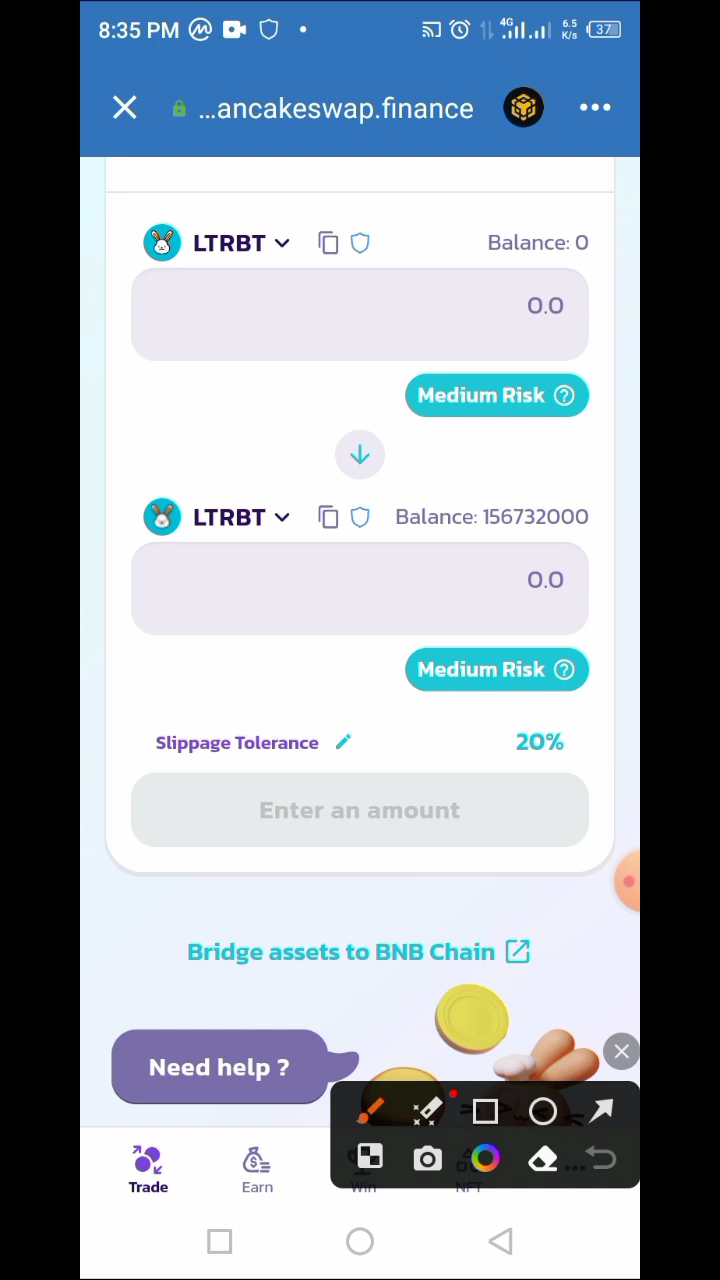 8:35 PM 4G 6.5 K/s 37
...ancakeswap.finance
LTRBT Balance: 0
0.0
Medium Risk
LTRBT Balance: 156732000
0.0
Medium Risk
Slippage Tolerance 20%
Enter an amount
Bridge assets to BNB Chain
Need help ?
Trade Earn Win NFT